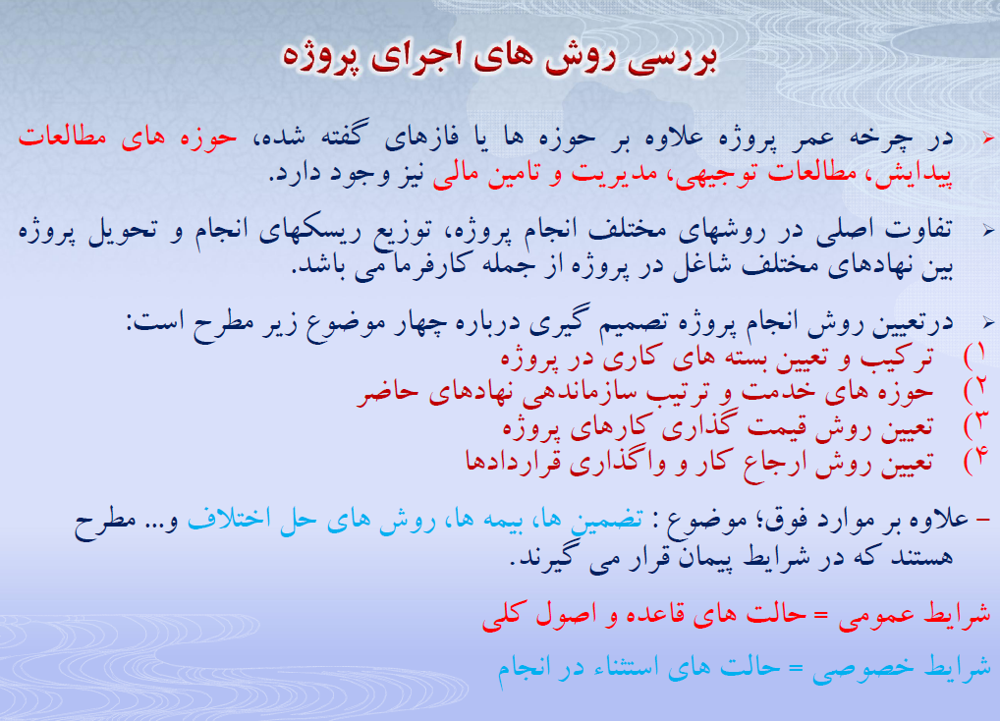 بررسی روش های اجرای پروژه
در چرخه عمر پروژه علاوه بر حوزه ها یا فازهای گفته شده، حوزه های مطالعات
پیدایش، مطالعات توجیهی، مدیریت و تامین مالی نیز وجود دارد.
تفاوت اصلی در روشهای مختلف انجام پروژه، توزیع ریسکهای انجام و تحویل پروژه
بین نهادهای مختلف شاغل در پروژه از جمله کارفرما می باشد.
درتعیین روش انجام پروژه تصمیم گیری درباره چهار موضوع زیر مطرح است:
۱) ترکیب و تعیین بسته های کاری در پروژه
۲) حوزه های خدمت و ترتیب سازماندهی نهادهای حاضر
۳) تعیین روش قیمت گذاری کارهای پروژه
۴) تعیین روش ارجاع کار و واگذاری قراردادها
– علاوه بر موارد فوق؛ موضوع : تضمین ها، بیمه ها، روش های حل اختلاف و... مطرح
هستند که در شرایط پیمان قرار می گیرند.
شرایط عمومی = حالت های قاعده و اصول کلی
شرایط خصوصی = حالت های استثناء در انجام